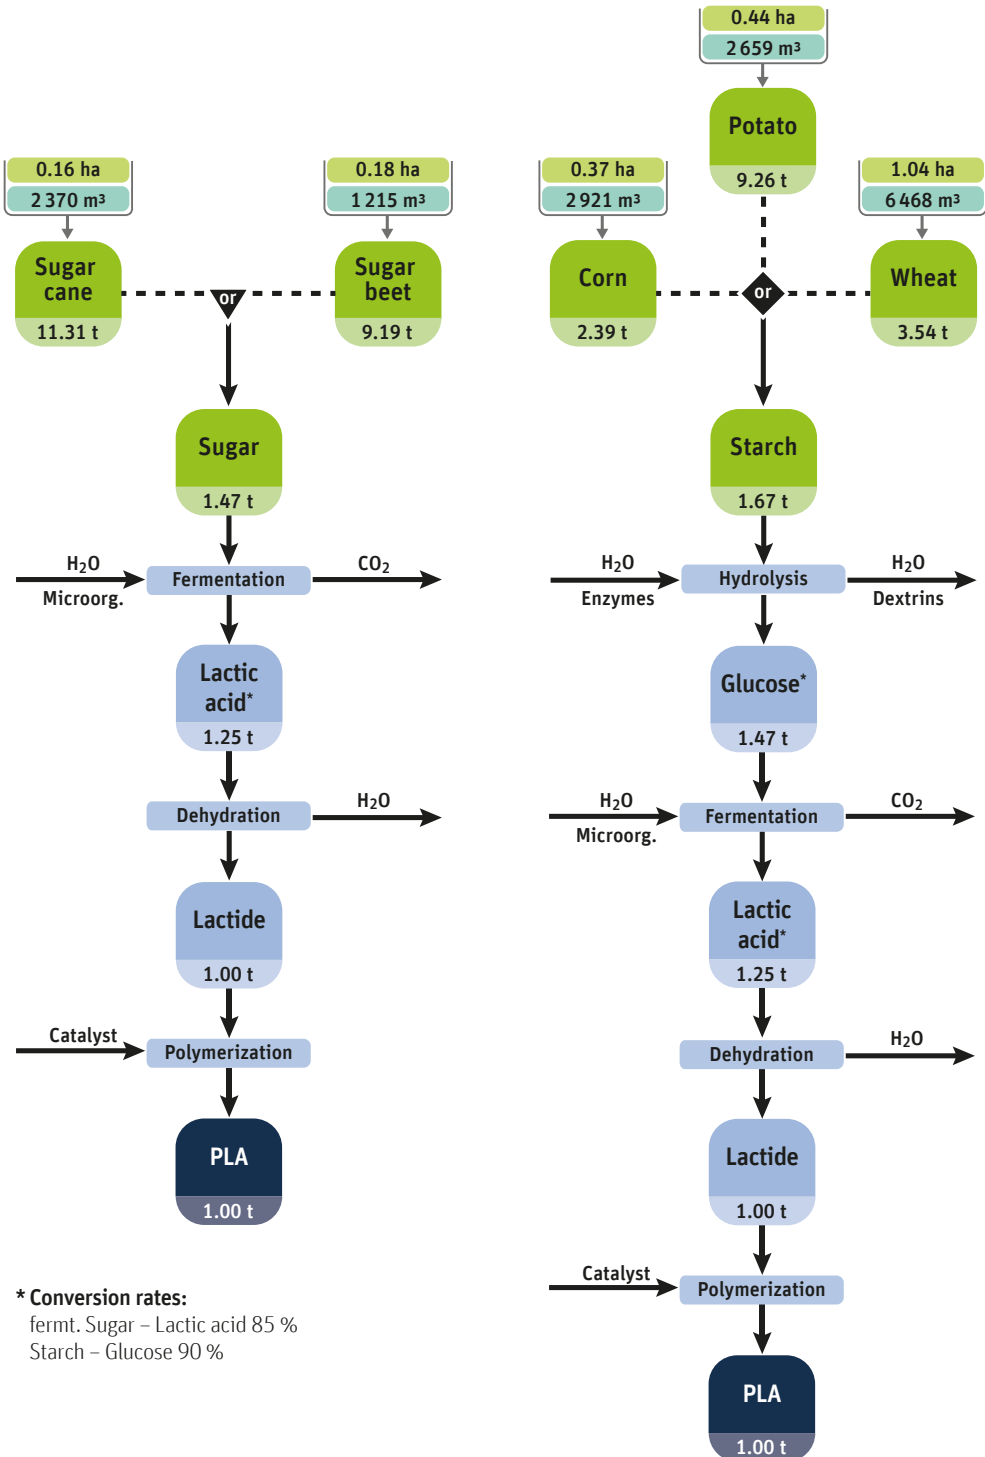 0.16 ha
2 370 m³
Sugar
cane
11.31 t
or
0.18 ha
1 215 m³
Sugar
beet
9.19 t
Sugar
1.47 t
H₂O
Microorg.
Fermentation
CO₂
Lactic
acid*
1.25 t
Dehydration
H₂O
Lactide
1.00 t
Catalyst
Polymerization
PLA
1.00 t
* Conversion rates:
fermt. Sugar – Lactic acid 85 %
Starch – Glucose 90 %
0.44 ha
2 659 m³
Potato
9.26 t
0.37 ha
2 921 m³
Corn
2.39 t
or
1.04 ha
6 468 m³
Wheat
3.54 t
Starch
1.67 t
H₂O
Enzymes
Hydrolysis
H₂O
Dextrins
Glucose*
1.47 t
H₂O
Microorg.
Fermentation
CO₂
Lactic
acid*
1.25 t
Dehydration
H₂O
Lactide
1.00 t
Catalyst
Polymerization
PLA
1.00 t